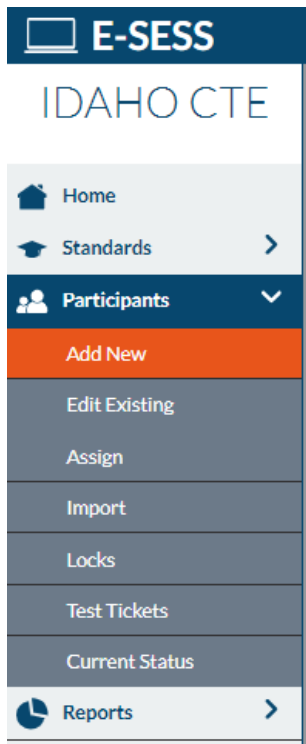 E-SESS
IDAHO CTE
Home
Standards
Participants
Add New
Edit Existing
Assign
Import
Locks
Test Tickets
Current Status
Reports